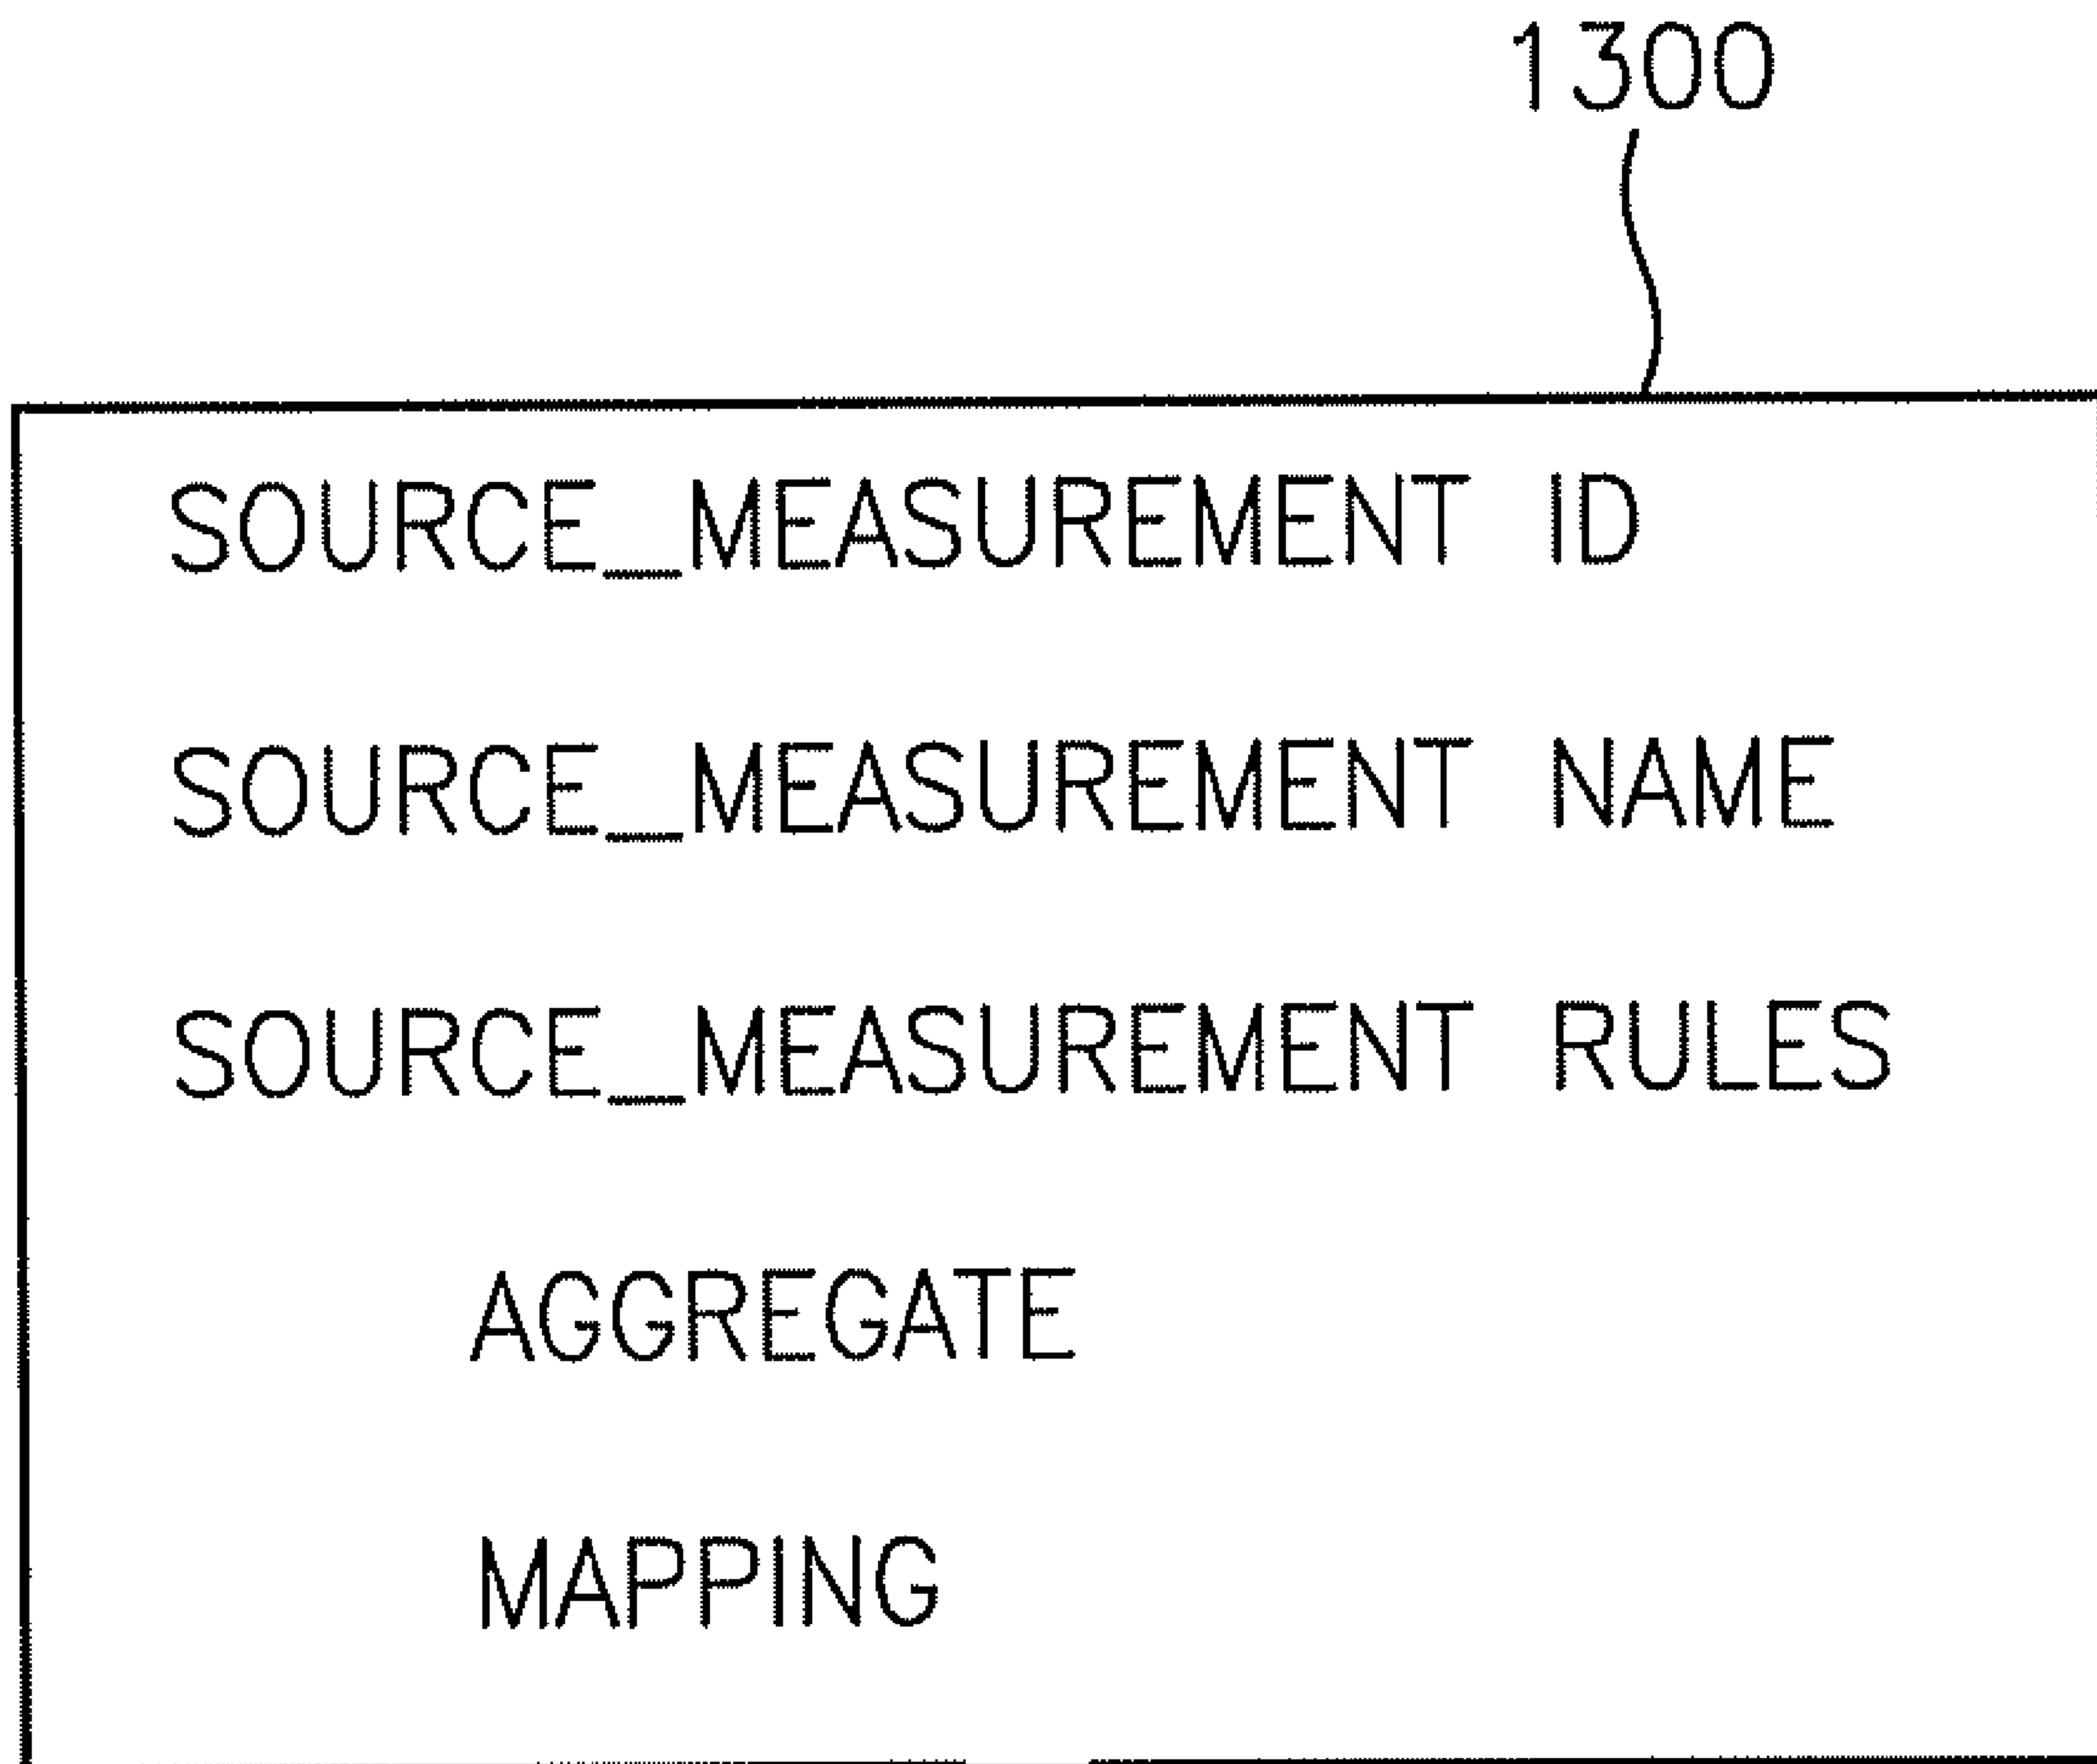 1300
SOURCE_MEASUREMENT ID
SOURCE_MEASUREMENT NAME
SOURCE_MEASUREMENT RULES
AGGREGATE
MAPPING